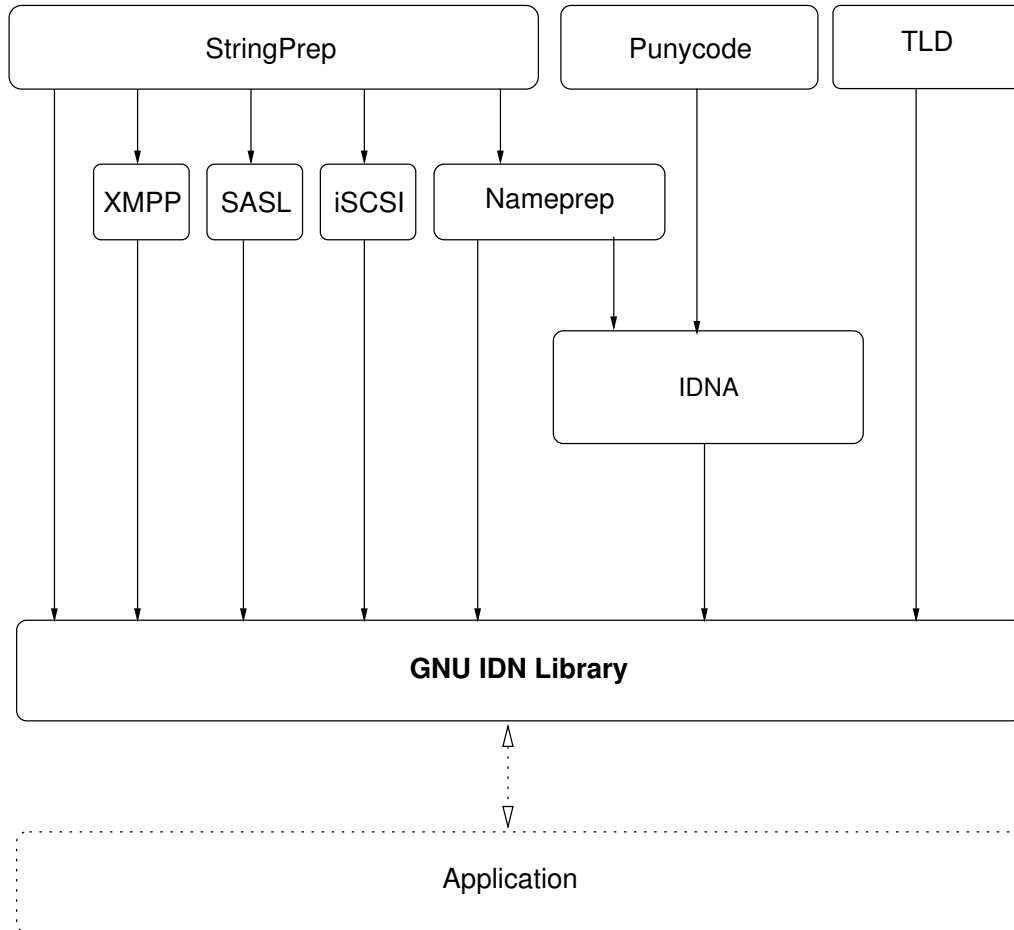 StringPrep
Punycode
TLD
XMPP
SASL
iSCSI
Nameprep
IDNA
GNU IDN Library
Application